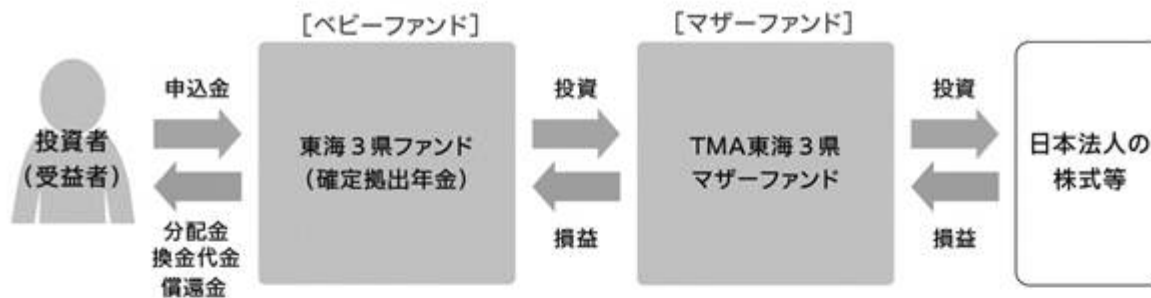 [ベビーファンド]
[マザーファンド]
申込金
投資者
(受益者)
分配金
換金代金
償還金
東海3県ファンド
(確定拠出年金)
投資
損益
TMA東海3県
マザーファンド
投資
損益
日本法人の
株式等